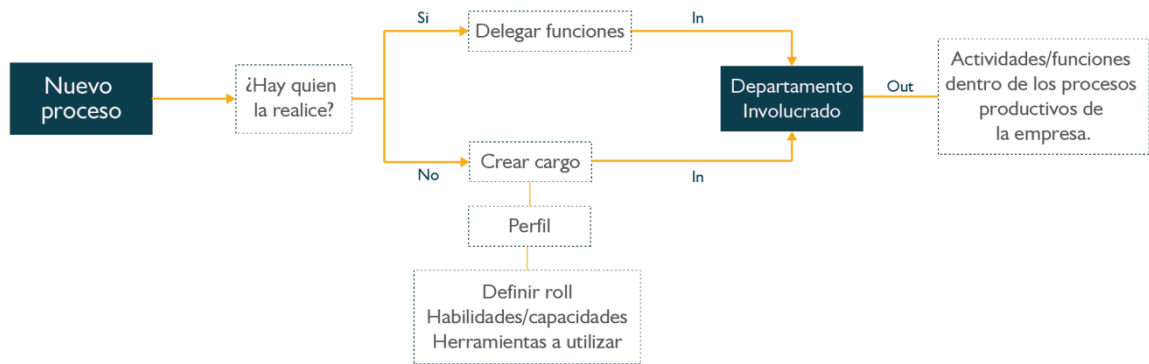 Nuevo
proceso
¿Hay quien
la realice?
Si
Delegar funciones
In
No
Crear cargo
In
Perfil
Definir roll
Habilidades/capacidades
Herramientas a utilizar
Departamento
Involucrado
Out
Actividades/funciones
dentro de los procesos
productivos de
la empresa.